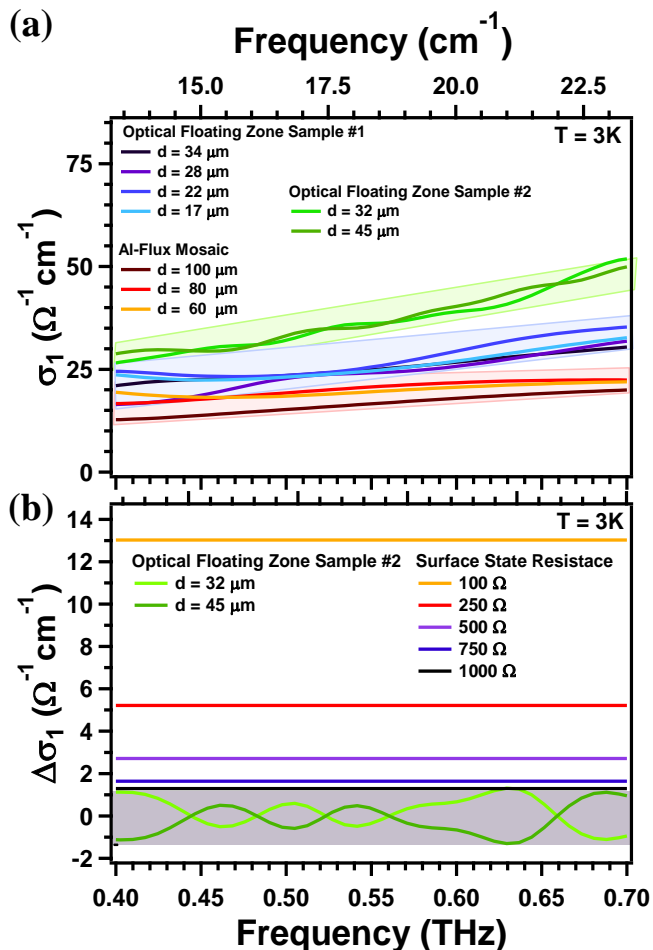 (a)
Frequency (cm⁻¹)
15.0 17.5 20.0 22.5
Optical Floating Zone Sample #1
d = 34 μm
d = 28 μm
d = 22 μm
d = 17 μm
T = 3K
Optical Floating Zone Sample #2
d = 32 μm
d = 45 μm
Al-Flux Mosaic
d = 100 μm
d = 80 μm
d = 60 μm
75
50
25
0
σ₁ (Ω⁻¹ cm⁻¹)
(b)
T = 3K
Optical Floating Zone Sample #2
d = 32 μm
d = 45 μm
Surface State Resistace
100 Ω
250 Ω
500 Ω
750 Ω
1000 Ω
14
12
10
8
6
4
2
0
-2
Δσ₁ (Ω⁻¹ cm⁻¹)
0.40 0.45 0.50 0.55 0.60 0.65 0.70
Frequency (THz)